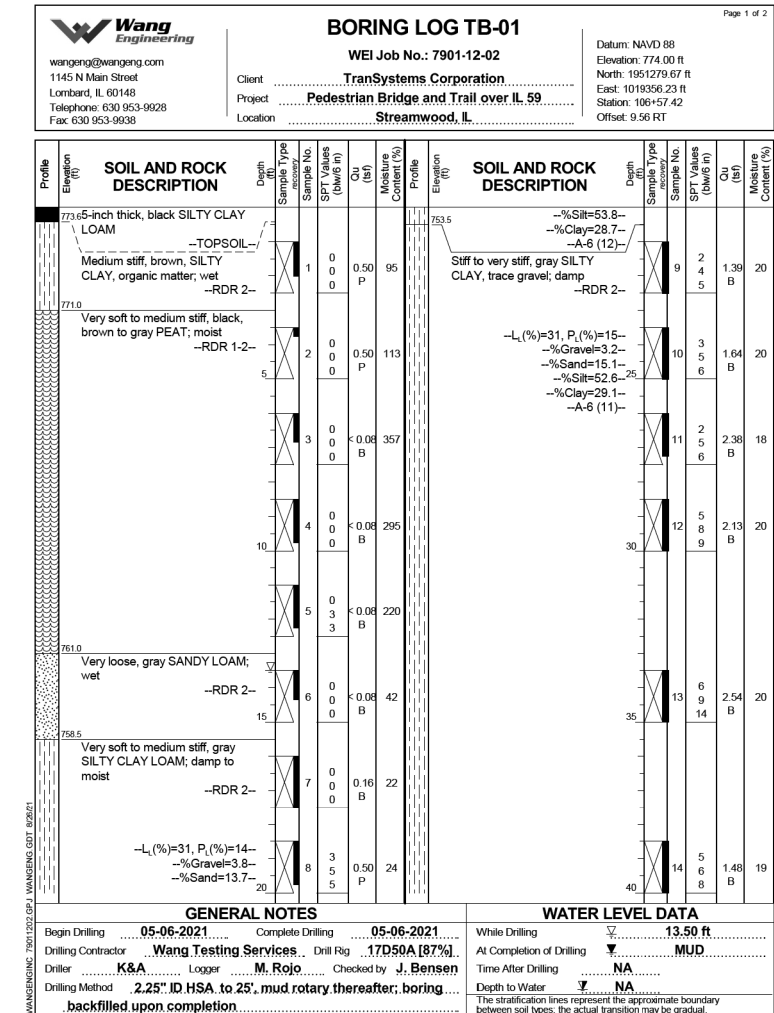 Page 1 of 2
Wang
Engineering
wangeng@wangeng.com
1145 N Main Street
Lombard, IL 60148
Telephone: 630 953-9928
Fax: 630 953-9938
BORING LOG TB-01
WEI Job No.: 7901-12-02
Client TranSystems Corporation
Project Pedestrian Bridge and Trail over IL 59
Location Streamwood, IL
Datum: NAVD 88
Elevation: 774.00 ft
North: 1951279.67 ft
East: 1019356.23 ft
Station: 106+57.42
Offset: 9.56 RT
Profile
Elevation (ft)
SOIL AND ROCK DESCRIPTION
Depth (ft)
Sample Type
recovery
Sample No.
SPT Values (blw/6 in)
Qu (tsf)
Moisture Content (%)
773.6 5-inch thick, black SILTY CLAY
LOAM
--TOPSOIL--
Medium stiff, brown, SILTY
CLAY, organic matter; wet
--RDR 2--
1 0 0 0 0.50 P 95
771.0
Very soft to medium stiff, black,
brown to gray PEAT; moist
--RDR 1-2--
5
2 0 0 0 0.50 P 113
3 0 0 0 < 0.08 B 357
10
4 0 0 0 < 0.08 B 295
5 0 3 3 < 0.08 B 220
761.0
Very loose, gray SANDY LOAM;
wet
--RDR 2--
15
6 0 0 0 < 0.08 B 42
758.5
Very soft to medium stiff, gray
SILTY CLAY LOAM; damp to
moist
--RDR 2--
7 0 0 0 0.16 B 22
--LL(%)=31, PL(%)=14--
--%Gravel=3.8--
--%Sand=13.7--
20
8 3 5 5 0.50 P 24
Profile
Elevation (ft)
SOIL AND ROCK DESCRIPTION
Depth (ft)
Sample Type
recovery
Sample No.
SPT Values (blw/6 in)
Qu (tsf)
Moisture Content (%)
--%Silt=53.8--
753.5
--%Clay=28.7--
--A-6 (12)--
Stiff to very stiff, gray SILTY
CLAY, trace gravel; damp
--RDR 2--
9 2 4 5 1.39 B 20
--LL(%)=31, PL(%)=15--
--%Gravel=3.2--
--%Sand=15.1--
--%Silt=52.6--
25
--%Clay=29.1--
--A-6 (11)--
10 3 5 6 1.64 B 20
11 2 5 6 2.38 B 18
30
12 5 8 9 2.13 B 20
35
13 6 9 14 2.54 B 20
40
14 5 6 8 1.48 B 19
WANGENGINC 79011202.GPJ WANGENG.GDT 8/26/21
GENERAL NOTES
Begin Drilling 05-06-2021 Complete Drilling 05-06-2021
Drilling Contractor Wang Testing Services Drill Rig 17D50A [87%]
Driller K&A Logger M. Rojo Checked by J. Bensen
Drilling Method 2.25" ID HSA to 25', mud rotary thereafter; boring
backfilled upon completion
WATER LEVEL DATA
While Drilling 13.50 ft
At Completion of Drilling MUD
Time After Drilling NA
Depth to Water NA
The stratification lines represent the approximate boundary
between soil types; the actual transition may be gradual.